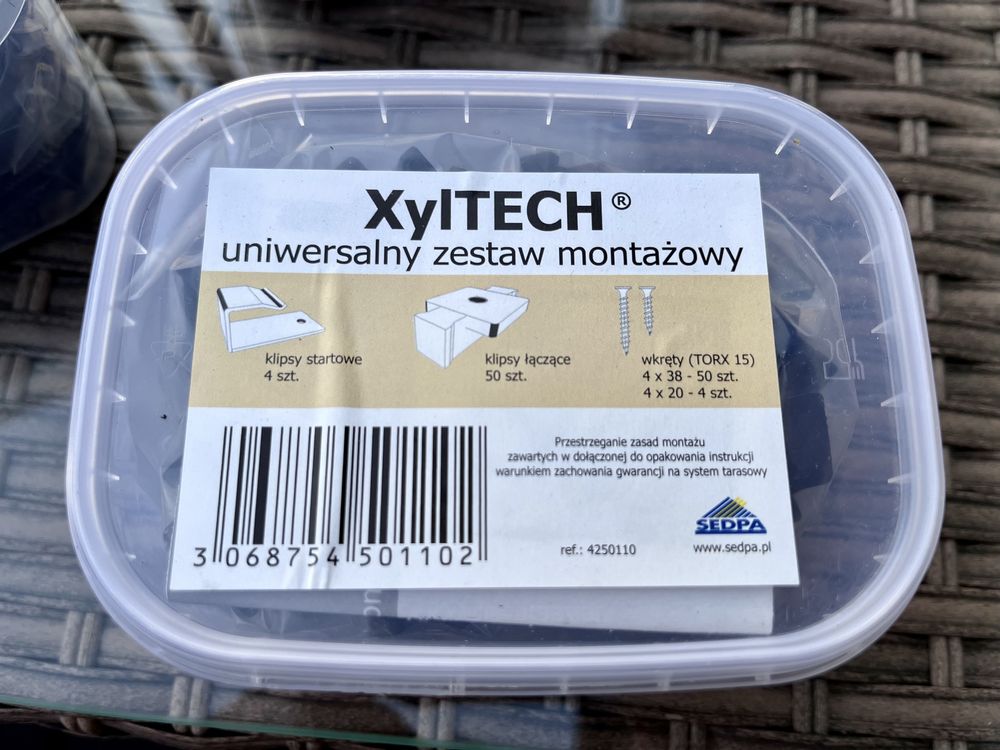 XylTECH®
uniwersalny zestaw montażowy
klipsy startowe
4 szt.
klipsy łączące
50 szt.
wkręty (TORX 15)
4 x 38 - 50 szt.
4 x 20 - 4 szt.
Przestrzeganie zasad montażu
zawartych w dołączonej do opakowania instrukcji
warunkiem zachowania gwarancji na system tarasowy
3 068754 501102
ref.: 4250110
SEDPA
www.sedpa.pl